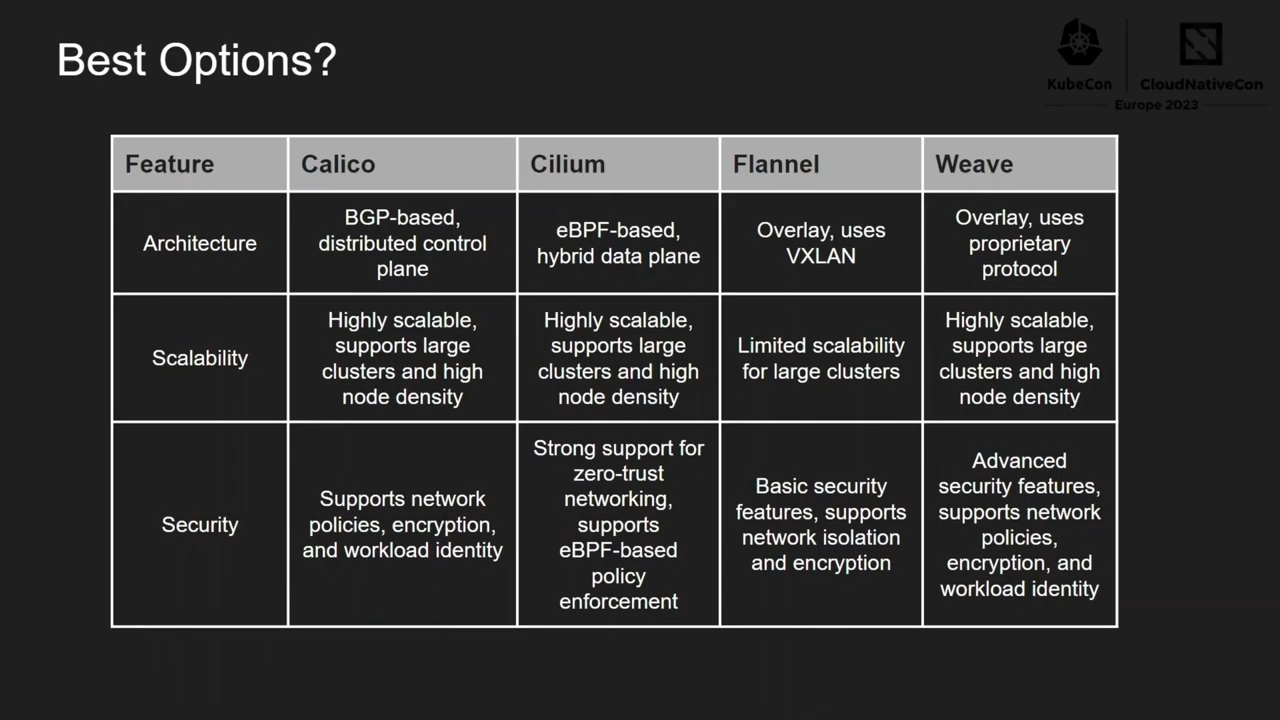 Best Options?
KubeCon
CloudNativeCon
Europe 2023
Feature
Calico
Cilium
Flannel
Weave
Architecture
BGP-based,
distributed control
plane
eBPF-based,
hybrid data plane
Overlay, uses
VXLAN
Overlay, uses
proprietary
protocol
Scalability
Highly scalable,
supports large
clusters and high
node density
Highly scalable,
supports large
clusters and high
node density
Limited scalability
for large clusters
Highly scalable,
supports large
clusters and high
node density
Security
Supports network
policies, encryption,
and workload identity
Strong support for
zero-trust
networking,
supports
eBPF-based
policy
enforcement
Basic security
features, supports
network isolation
and encryption
Advanced
security features,
supports network
policies,
encryption, and
workload identity